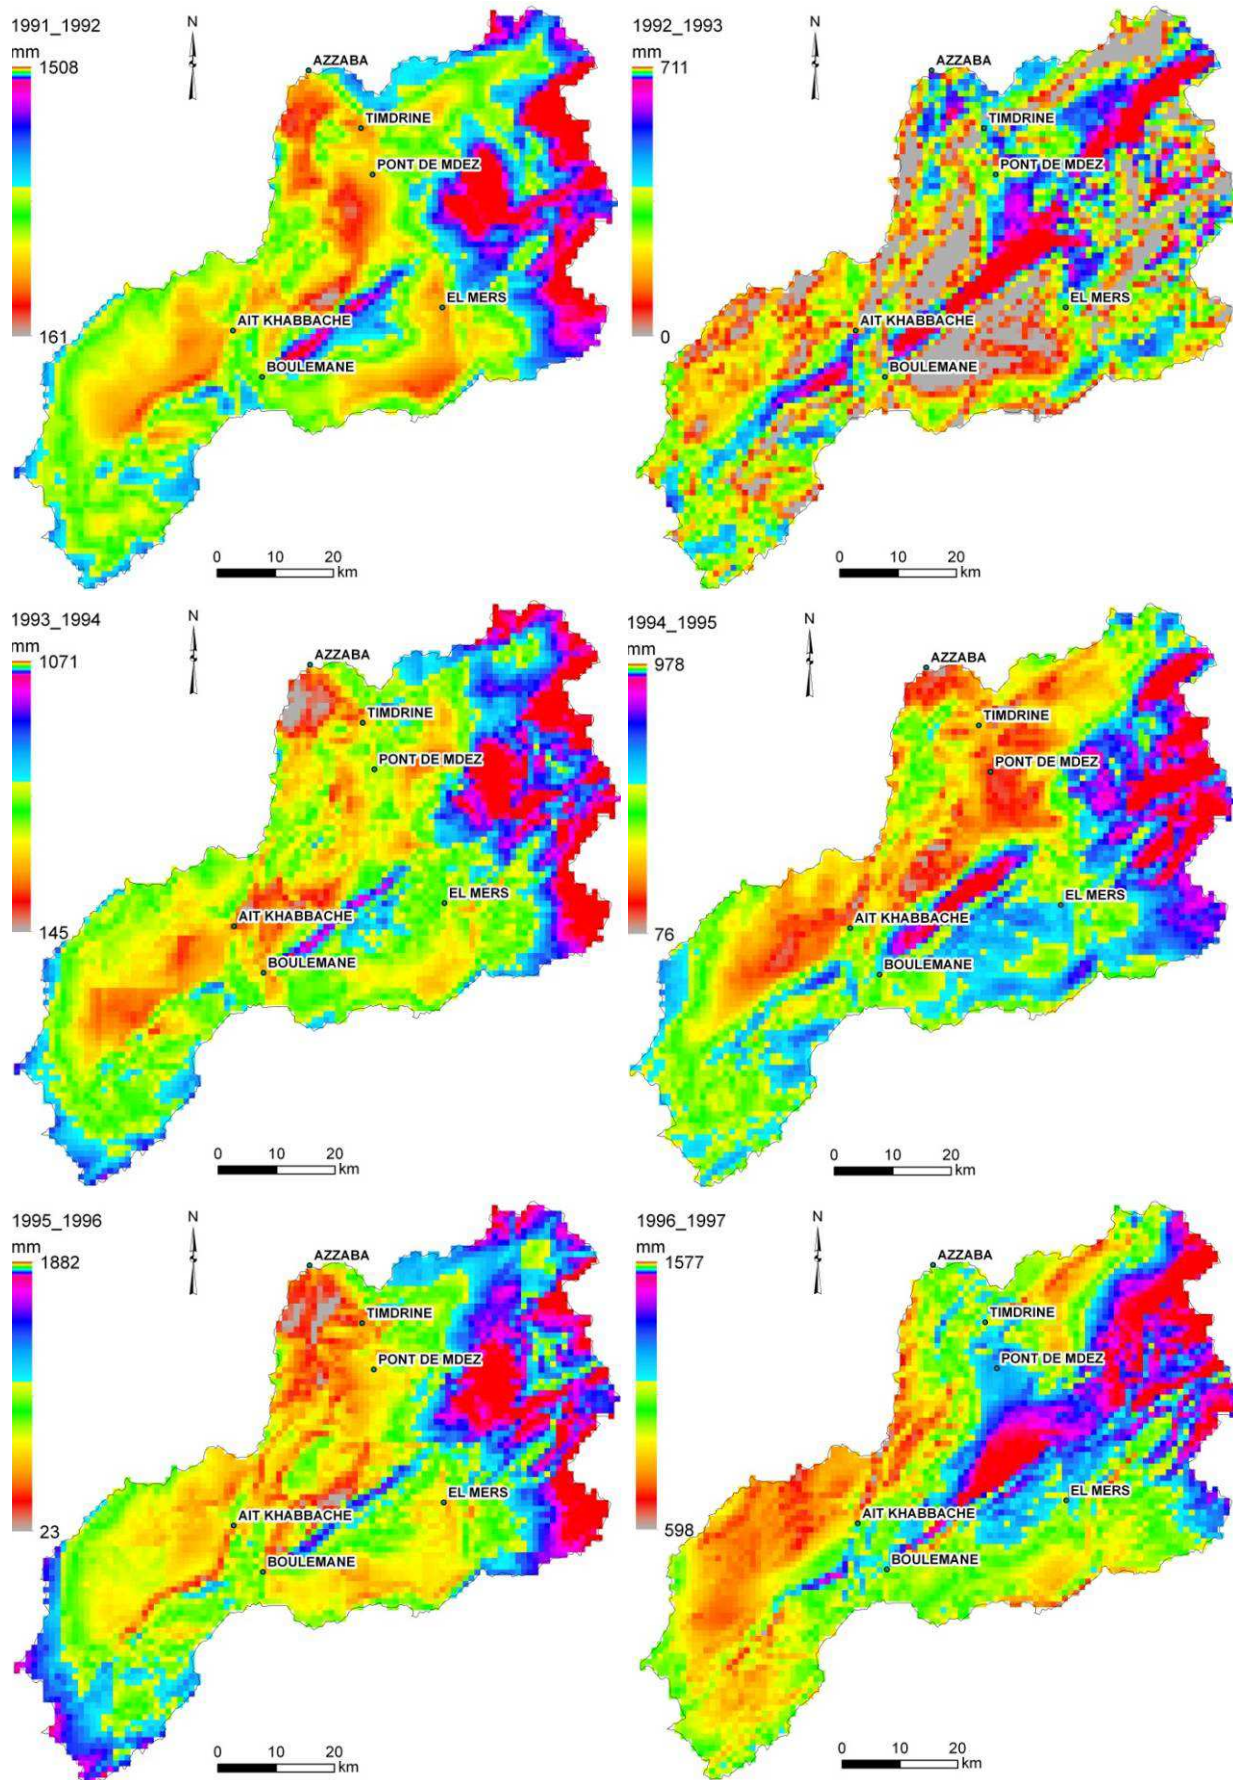 1991_1992
mm
1508
161
N
AZZABA
TIMDRINE
PONT DE MDEZ
EL MERS
AIT KHABBACHE
BOULEMANE
0 10 20
km
1992_1993
mm
711
0
N
AZZABA
TIMDRINE
PONT DE MDEZ
EL MERS
AIT KHABBACHE
BOULEMANE
0 10 20
km
1993_1994
mm
1071
145
N
AZZABA
TIMDRINE
PONT DE MDEZ
EL MERS
AIT KHABBACHE
BOULEMANE
0 10 20
km
1994_1995
mm
978
76
N
AZZABA
TIMDRINE
PONT DE MDEZ
EL MERS
AIT KHABBACHE
BOULEMANE
0 10 20
km
1995_1996
mm
1882
23
N
AZZABA
TIMDRINE
PONT DE MDEZ
EL MERS
AIT KHABBACHE
BOULEMANE
0 10 20
km
1996_1997
mm
1577
598
N
AZZABA
TIMDRINE
PONT DE MDEZ
EL MERS
AIT KHABBACHE
BOULEMANE
0 10 20
km